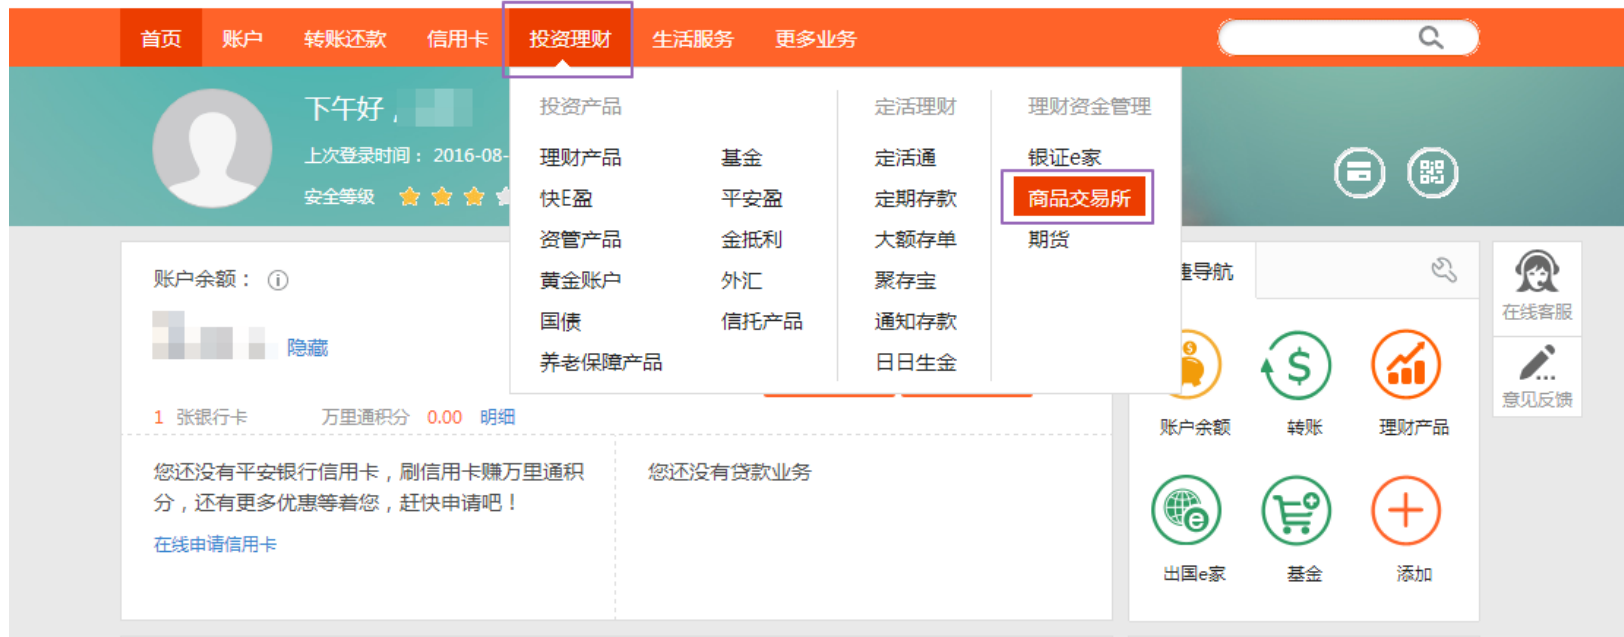 首页 账户 转账还款 信用卡 投资理财 生活服务 更多业务
下午好，
上次登录时间： 2016-08-
安全等级
投资产品 定活理财 理财资金管理
理财产品 基金 定活通 银证e家
快E盈 平安盈 定期存款 商品交易所
资管产品 金抵利 大额存单 期货
黄金账户 外汇 聚存宝
国债 信托产品 通知存款
养老保障产品 日日生金
账户余额：
隐藏
1 张银行卡 万里通积分 0.00 明细
您还没有平安银行信用卡，刷信用卡赚万里通积
分，还有更多优惠等着您，赶快申请吧！
在线申请信用卡
您还没有贷款业务
捷导航
账户余额 转账 理财产品
出国e家 基金 添加
在线客服
意见反馈